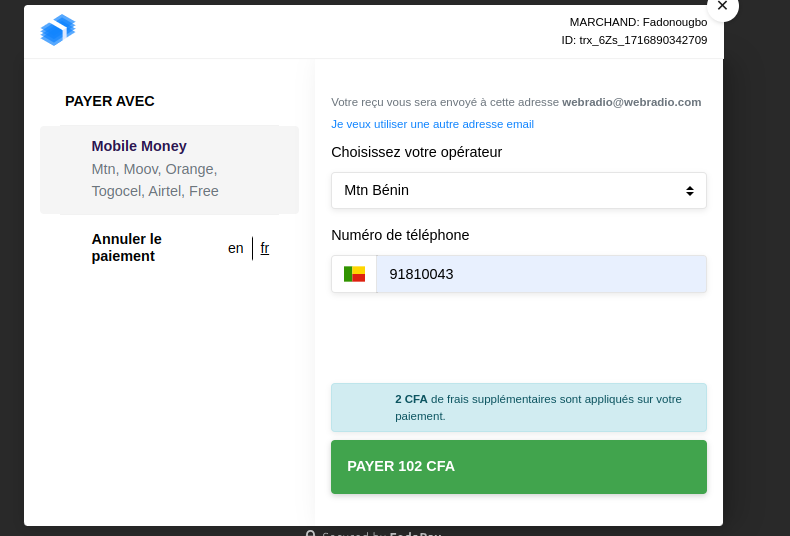 MARCHAND: Fadonougbo
ID: trx_6Zs_1716890342709
PAYER AVEC
Mobile Money
Mtn, Moov, Orange,
Togocel, Airtel, Free
Annuler le
paiement
en | fr
Votre reçu vous sera envoyé à cette adresse webradio@webradio.com
Je veux utiliser une autre adresse email
Choisissez votre opérateur
Mtn Bénin
Numéro de téléphone
91810043
2 CFA de frais supplémentaires sont appliqués sur votre
paiement.
PAYER 102 CFA
Secured by FedaPay